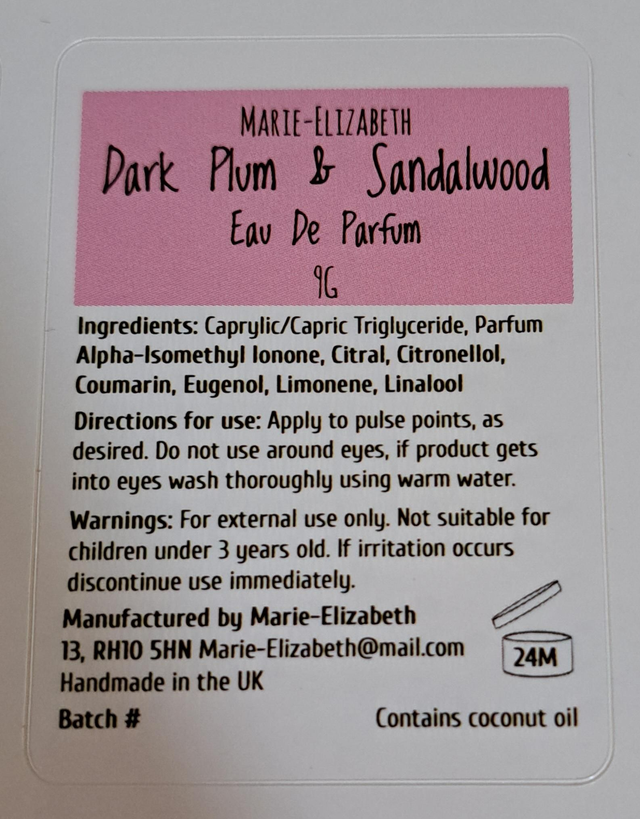 MARIE-ELIZABETH
Dark Plum & Sandalwood
Eau De Parfum
9G
Ingredients: Caprylic/Capric Triglyceride, Parfum
Alpha-Isomethyl Ionone, Citral, Citronellol,
Coumarin, Eugenol, Limonene, Linalool
Directions for use: Apply to pulse points, as
desired. Do not use around eyes, if product gets
into eyes wash thoroughly using warm water.
Warnings: For external use only. Not suitable for
children under 3 years old. If irritation occurs
discontinue use immediately.
Manufactured by Marie-Elizabeth
13, RH10 5HN Marie-Elizabeth@mail.com
Handmade in the UK
24M
Batch #
Contains coconut oil